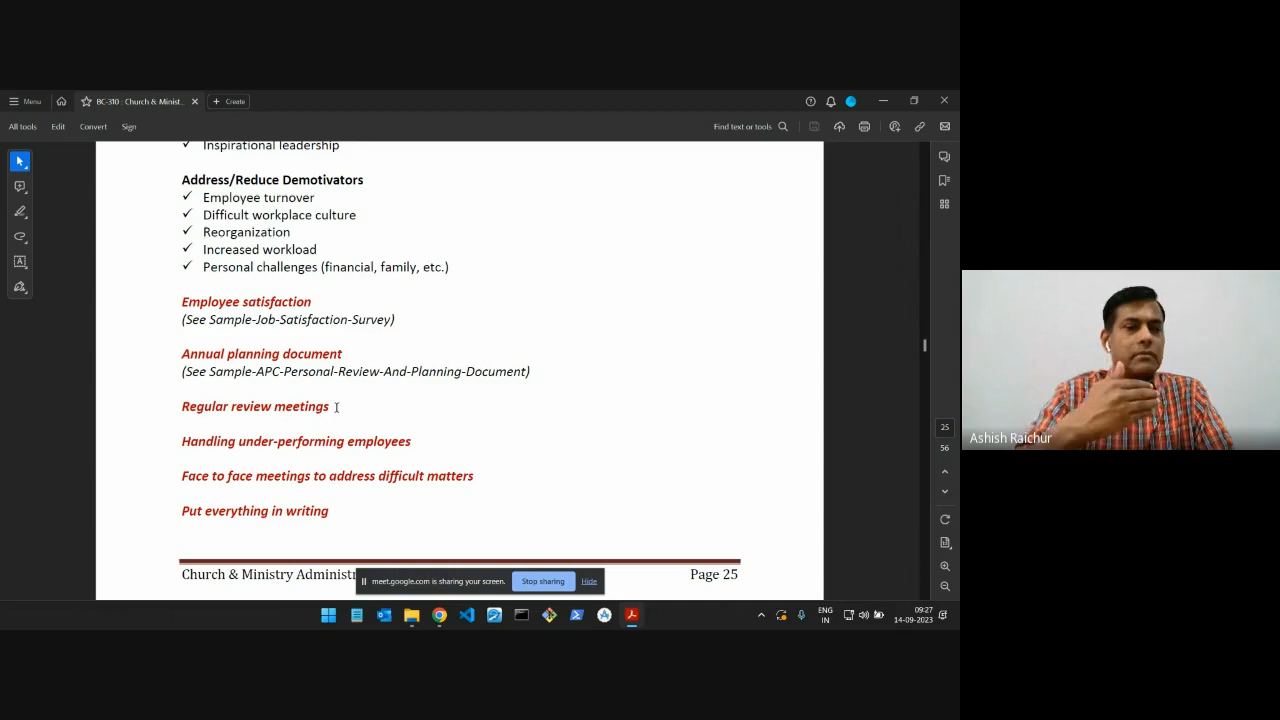 Menu
BC-310 : Church & Minist...
Create
All tools
Edit
Convert
Sign
Find text or tools
✓ Inspirational leadership
Address/Reduce Demotivators
✓ Employee turnover
✓ Difficult workplace culture
✓ Reorganization
✓ Increased workload
✓ Personal challenges (financial, family, etc.)
Employee satisfaction
(See Sample-Job-Satisfaction-Survey)
Annual planning document
(See Sample-APC-Personal-Review-And-Planning-Document)
Regular review meetings
Handling under-performing employees
Face to face meetings to address difficult matters
Put everything in writing
Church & Ministry Administr
Page 25
25
56
meet.google.com is sharing your screen.
Stop sharing
Hide
ENG
IN
09:27
14-09-2023
Ashish Raichur